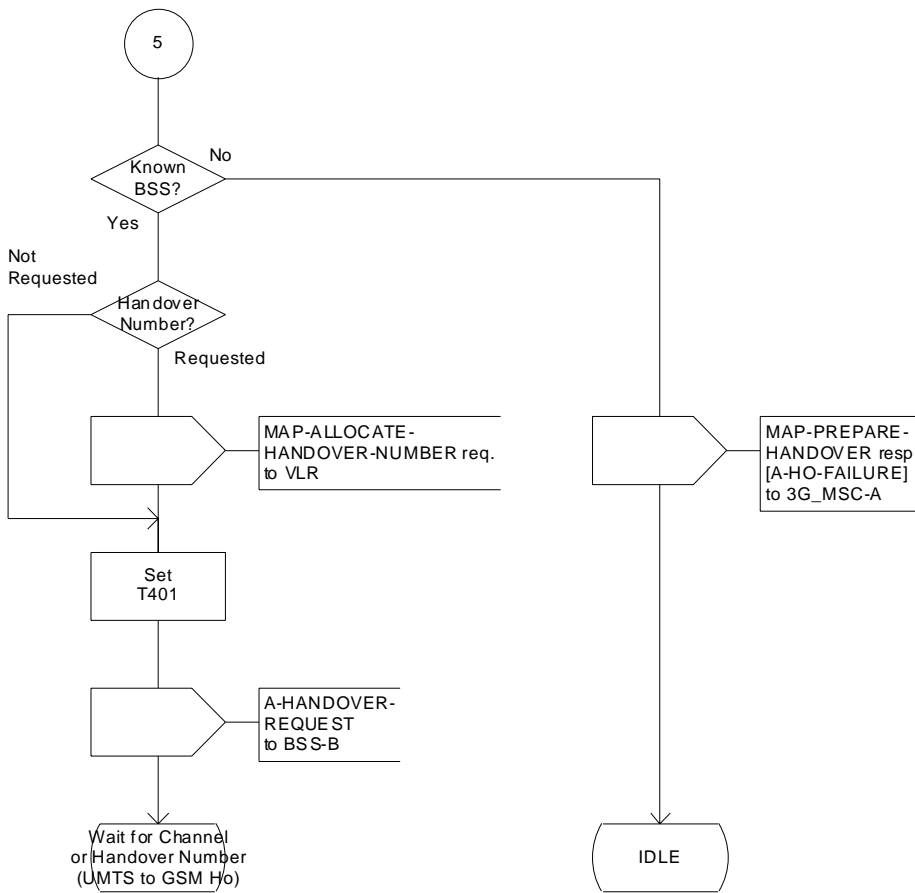 5
Known
BSS?
No
Yes
Not
Requested
Handover
Number?
Requested
MAP-ALLOCATE-
HANDOVER-NUMBER req.
to VLR
MAP-PREPARE-
HANDOVER resp
[A-HO-FAILURE]
to 3G_MSC-A
Set
T401
A-HANDOVER-
REQUEST
to BSS-B
Wait for Channel
or Handover Number
(UMTS to GSM Ho)
IDLE